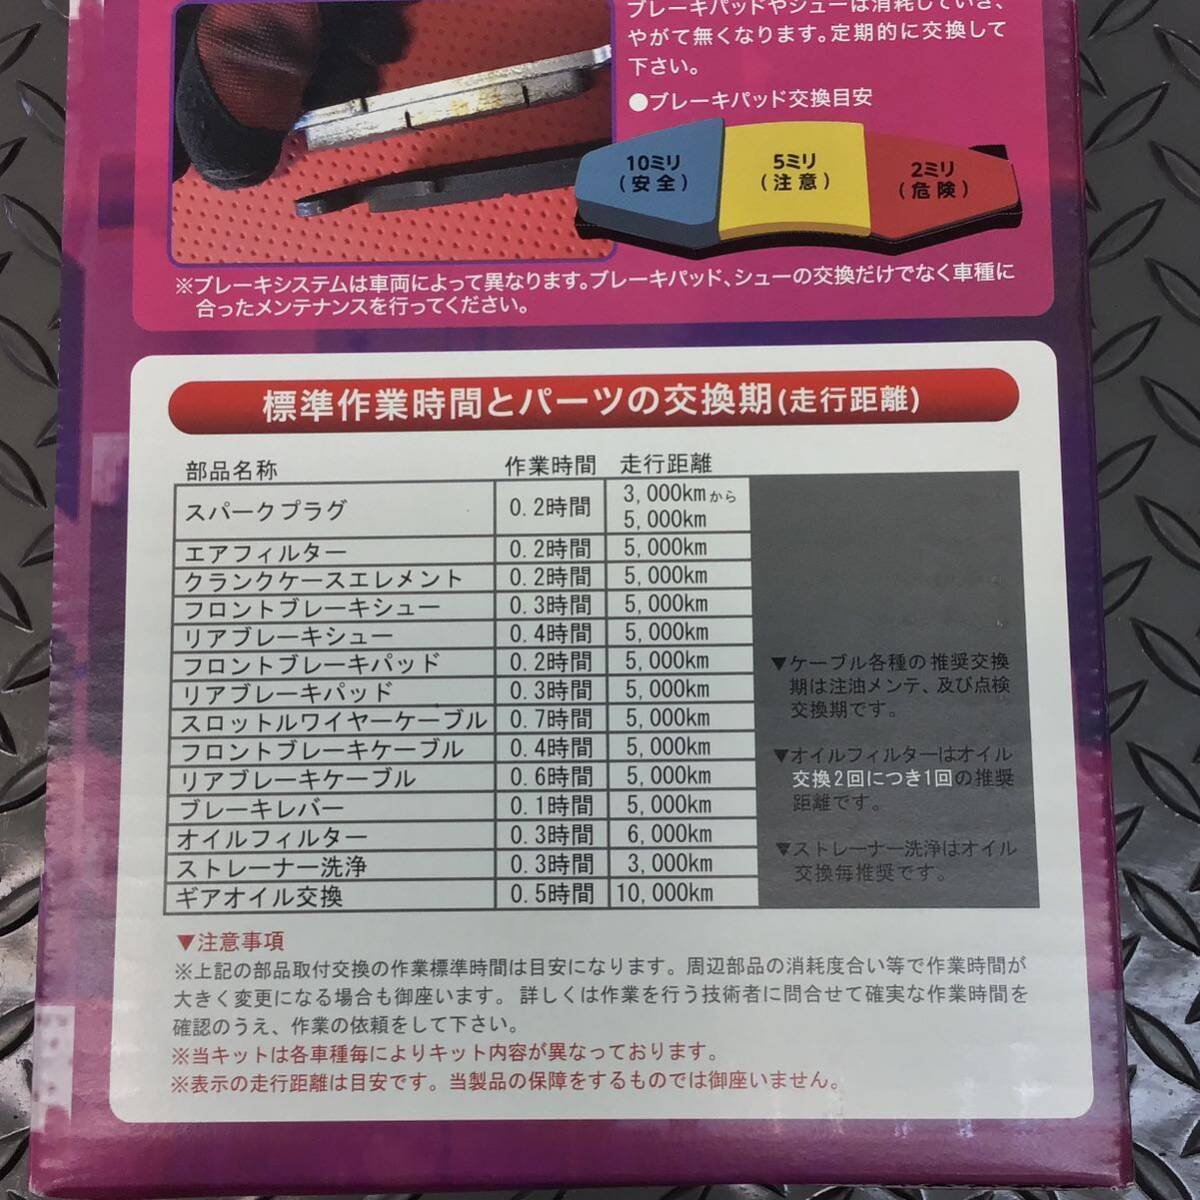 ブレーキパッドやシューは消耗していき、
やがて無くなります。定期的に交換して
下さい。
●ブレーキパッド交換目安
10ミリ
(安全)
5ミリ
(注意)
2ミリ
(危険)
※ブレーキシステムは車両によって異なります。ブレーキパッド、シューの交換だけでなく車種に
合ったメンテナンスを行ってください。
標準作業時間とパーツの交換期(走行距離)
部品名称 作業時間 走行距離
スパークプラグ 0.2時間 3,000kmから
5,000km
エアフィルター 0.2時間 5,000km
クランクケースエレメント 0.2時間 5,000km
フロントブレーキシュー 0.3時間 5,000km
リアブレーキシュー 0.4時間 5,000km
フロントブレーキパッド 0.2時間 5,000km
リアブレーキパッド 0.3時間 5,000km
スロットルワイヤーケーブル 0.7時間 5,000km
フロントブレーキケーブル 0.4時間 5,000km
リアブレーキケーブル 0.6時間 5,000km
ブレーキレバー 0.1時間 5,000km
オイルフィルター 0.3時間 6,000km
ストレーナー洗浄 0.3時間 3,000km
ギアオイル交換 0.5時間 10,000km
▼ケーブル各種の推奨交換
期は注油メンテ、及び点検
交換期です。
▼オイルフィルターはオイル
交換2回につき1回の推奨
距離です。
▼ストレーナー洗浄はオイル
交換毎推奨です。
▼注意事項
※上記の部品取付交換の作業標準時間は目安になります。周辺部品の消耗度合い等で作業時間が
大きく変更になる場合も御座います。詳しくは作業を行う技術者に問合せて確実な作業時間を
確認のうえ、作業の依頼をして下さい。
※当キットは各車種毎によりキット内容が異なっております。
※表示の走行距離は目安です。当製品の保障をするものでは御座いません。